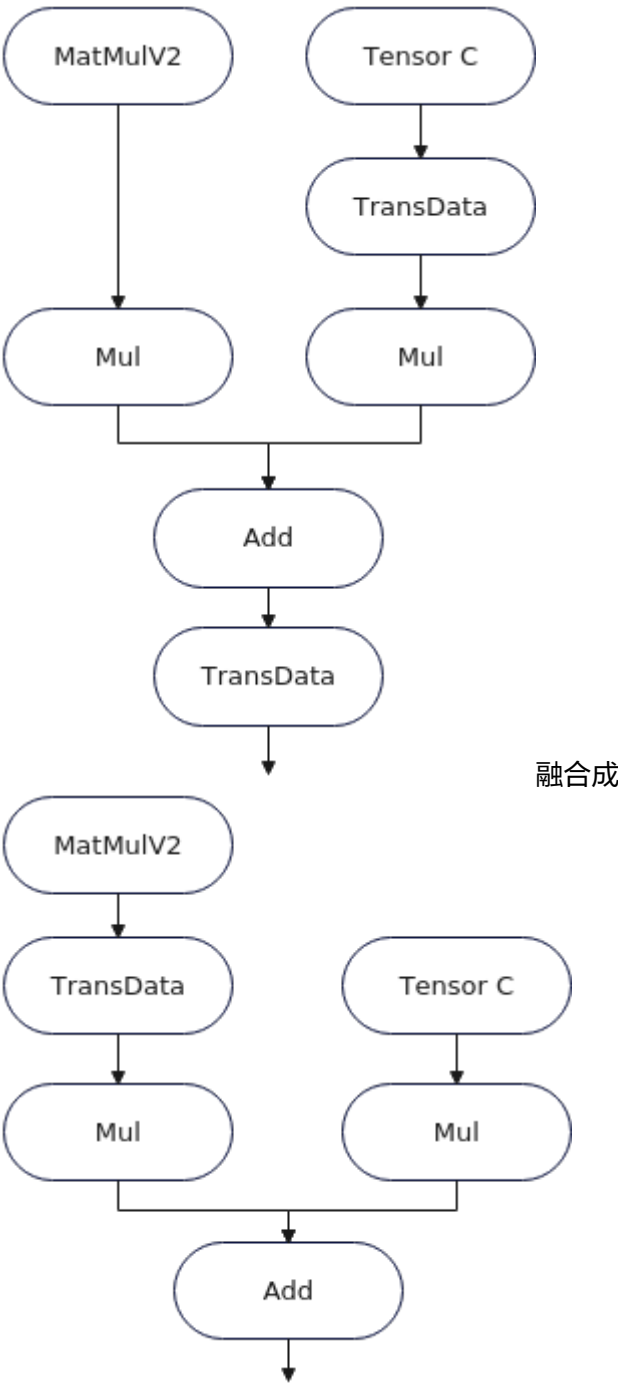 MatMulV2
Tensor C
TransData
Mul
Mul
Add
TransData
融合成
MatMulV2
TransData
Tensor C
Mul
Mul
Add